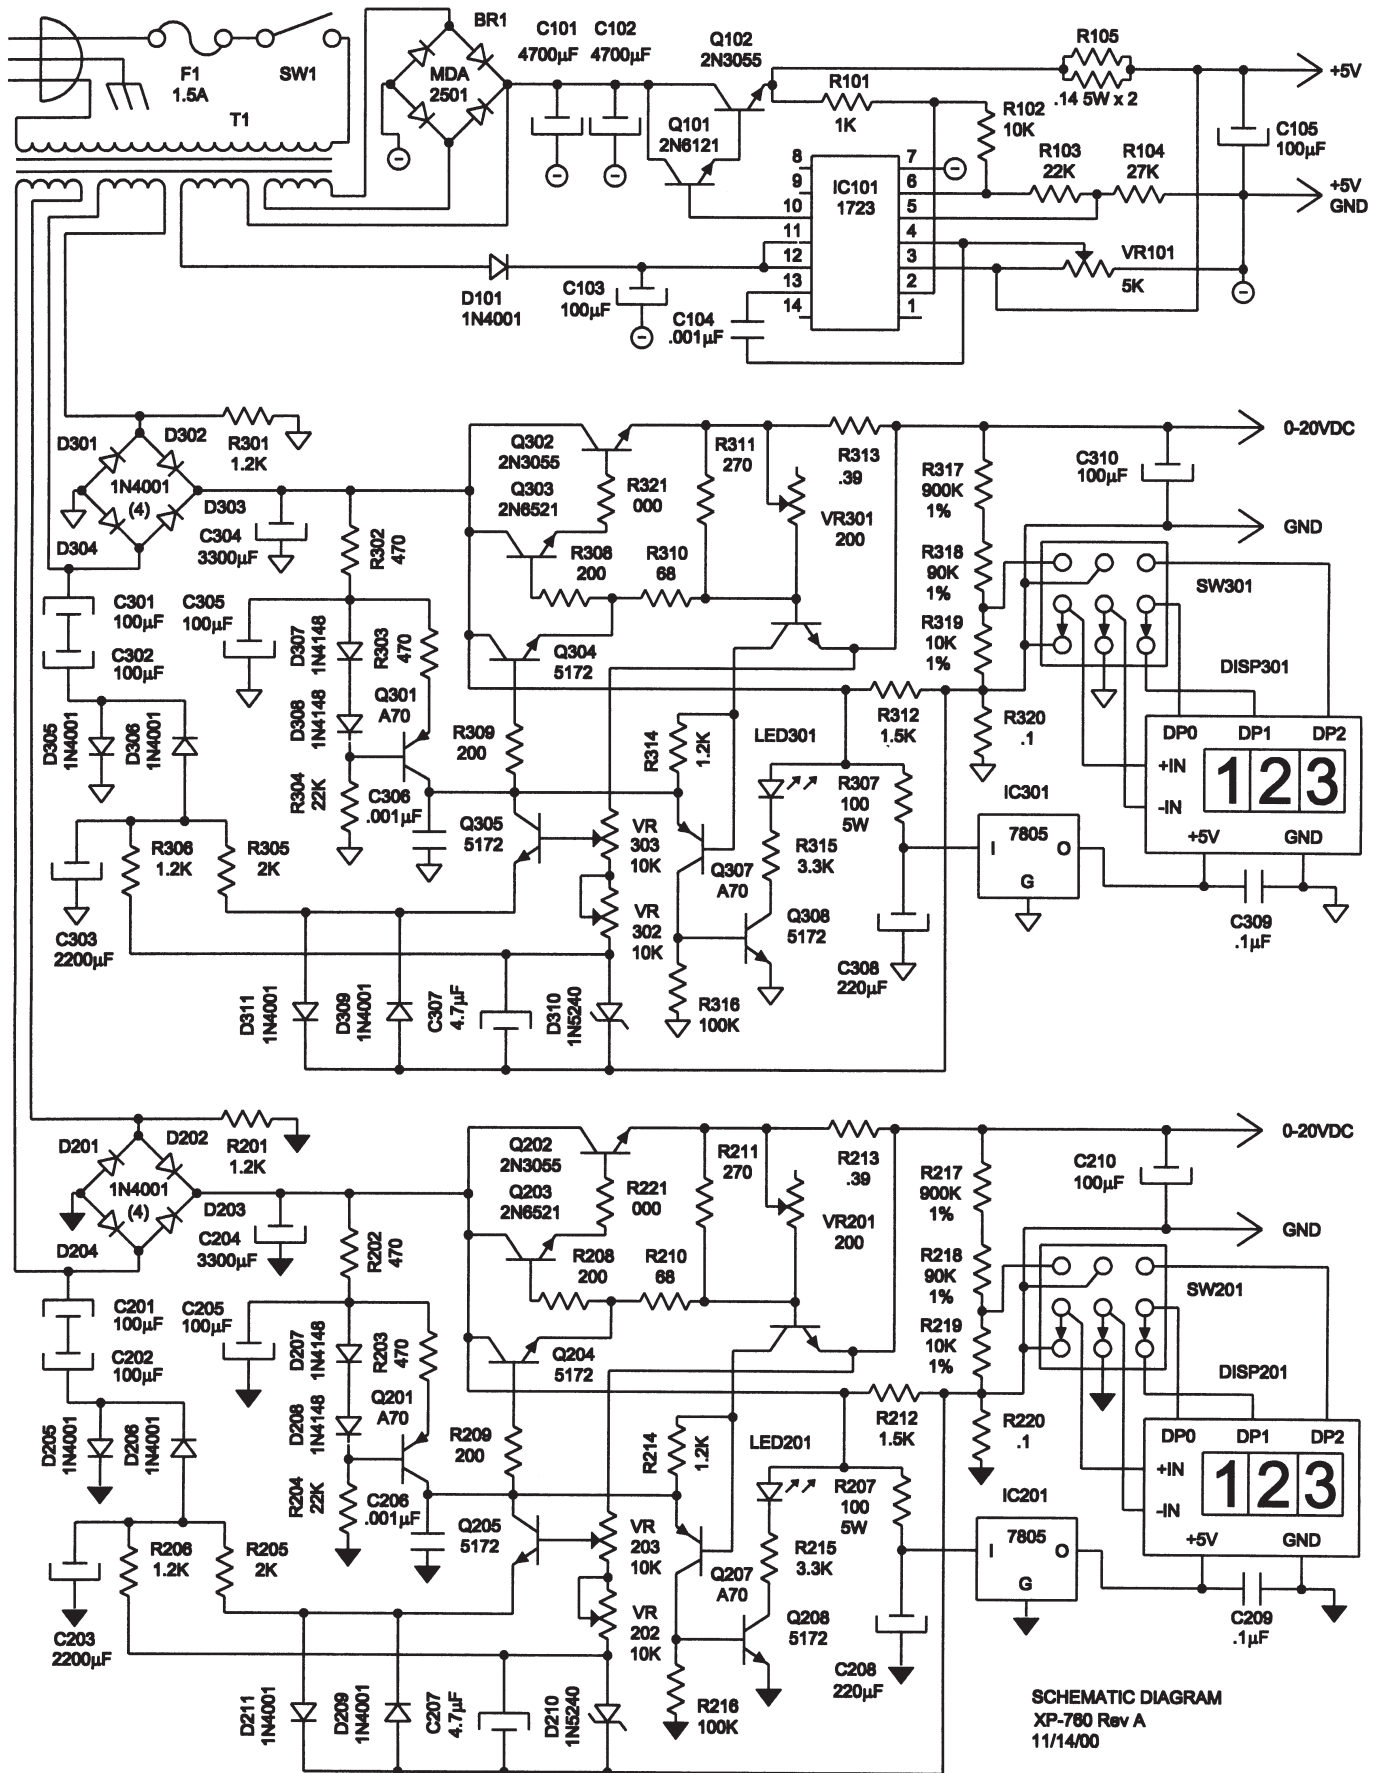 BR1
C101
4700µF
C102
4700µF
Q102
2N3055
R105
+5V
F1
1.5A
SW1
MDA
2501
R101
1K
.14 5W x 2
R102
10K
T1
Q101
2N6121
C105
100µF
R103
22K
R104
27K
IC101
1723
8
9
10
11
12
13
14
7
6
5
4
3
2
1
+5V
GND
VR101
5K
D101
1N4001
C103
100µF
C104
.001µF
D301
D302
R301
1.2K
1N4001
(4)
D303
D304
C304
3300µF
R302
470
Q302
2N3055
Q303
2N6521
R321
000
R311
270
R313
.39
VR301
200
R308
200
R310
68
R317
900K
1%
R318
90K
1%
R319
10K
1%
C310
100µF
0-20VDC
GND
SW301
C301
100µF
C302
100µF
C305
100µF
D307
1N4148
R303
470
D308
1N4148
Q301
A70
Q304
5172
R309
200
R312
1.5K
R320
.1
DISP301
DP0
DP1
DP2
+IN
-IN
123
+5V
GND
D305
1N4001
D306
1N4001
R304
22K
C306
.001µF
Q305
5172
R314
1.2K
LED301
R307
100
5W
IC301
7805
I
O
G
R306
1.2K
R305
2K
VR
303
10K
VR
302
10K
Q307
A70
R315
3.3K
Q308
5172
C309
.1µF
C303
2200µF
C308
220µF
D311
1N4001
D309
1N4001
C307
4.7µF
D310
1N5240
R316
100K
D201
D202
R201
1.2K
1N4001
(4)
D203
D204
C204
3300µF
R202
470
Q202
2N3055
Q203
2N6521
R221
000
R211
270
R213
.39
VR201
200
R208
200
R210
68
R217
900K
1%
R218
90K
1%
R219
10K
1%
C210
100µF
0-20VDC
GND
SW201
C201
100µF
C202
100µF
C205
100µF
D207
1N4148
R203
470
D208
1N4148
Q201
A70
Q204
5172
R209
200
R212
1.5K
R220
.1
DISP201
DP0
DP1
DP2
+IN
-IN
123
+5V
GND
D205
1N4001
D206
1N4001
R204
22K
C206
.001µF
Q205
5172
R214
1.2K
LED201
R207
100
5W
IC201
7805
I
O
G
R206
1.2K
R205
2K
VR
203
10K
VR
202
10K
Q207
A70
R215
3.3K
Q208
5172
C209
.1µF
C203
2200µF
C208
220µF
D211
1N4001
D209
1N4001
C207
4.7µF
D210
1N5240
R216
100K
SCHEMATIC DIAGRAM
XP-760 Rev A
11/14/00